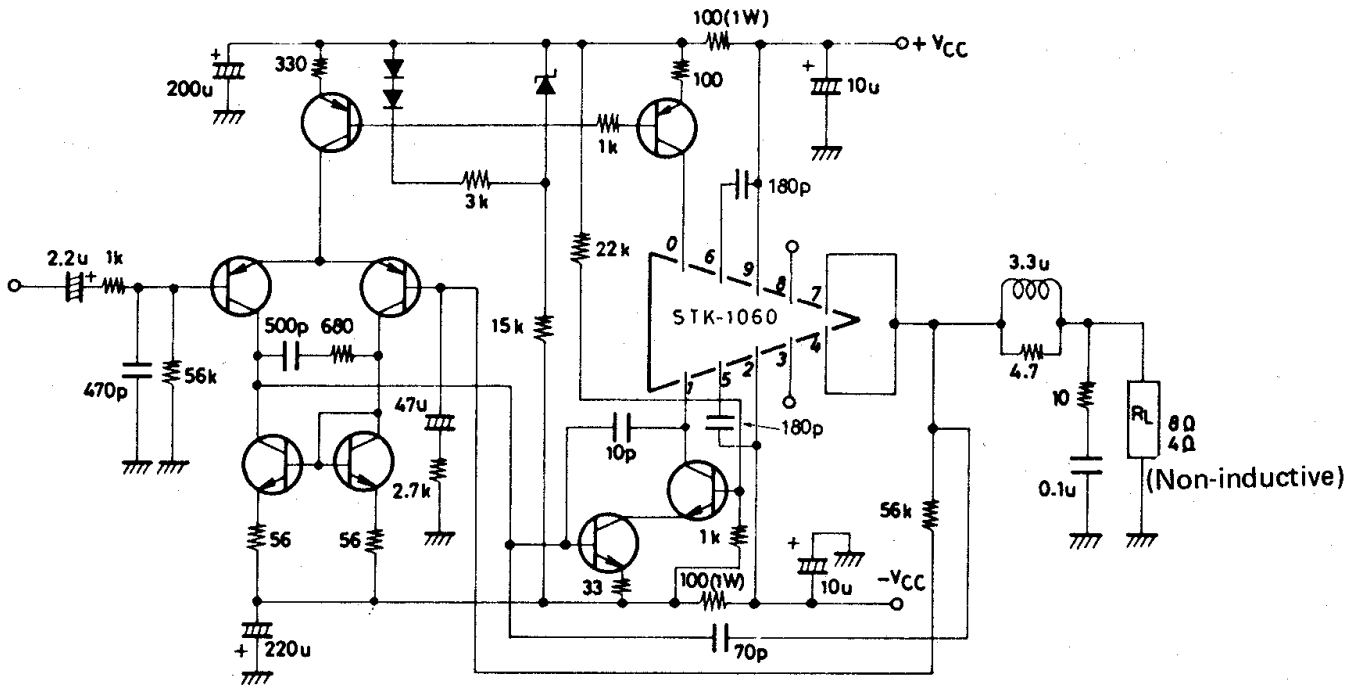 100(1W)
+
330
+ VCC
200u
100
+
10u
1k
3k
180p
0
6
9
8
7
2.2u
+
1k
22k
3.3u
500p
680
15k
STK-1060
470p
56k
47u
1
5
2
3
4
4.7
10p
180p
10
RL
8Ω
4Ω
2.7k
0.1u
(Non-inductive)
56k
56
56
1k
+
33
100(1W)
10u
-VCC
+
220u
70p